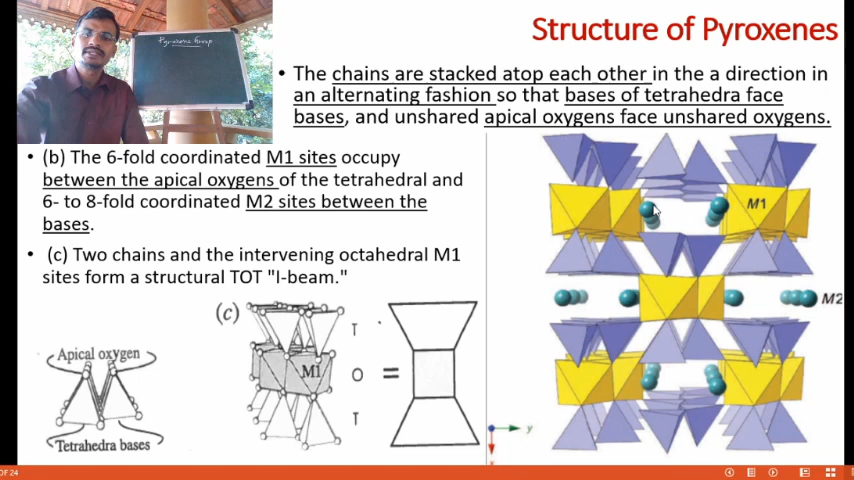 Pyroxene Group
Structure of Pyroxenes
• The chains are stacked atop each other in the a direction in
an alternating fashion so that bases of tetrahedra face
bases, and unshared apical oxygens face unshared oxygens.
• (b) The 6-fold coordinated M1 sites occupy
between the apical oxygens of the tetrahedral and
6- to 8-fold coordinated M2 sites between the
bases.
• (c) Two chains and the intervening octahedral M1
sites form a structural TOT "I-beam."
Apical oxygen
Tetrahedra bases
(c)
T
M1 O =
T
M1
M2
y
OF 24